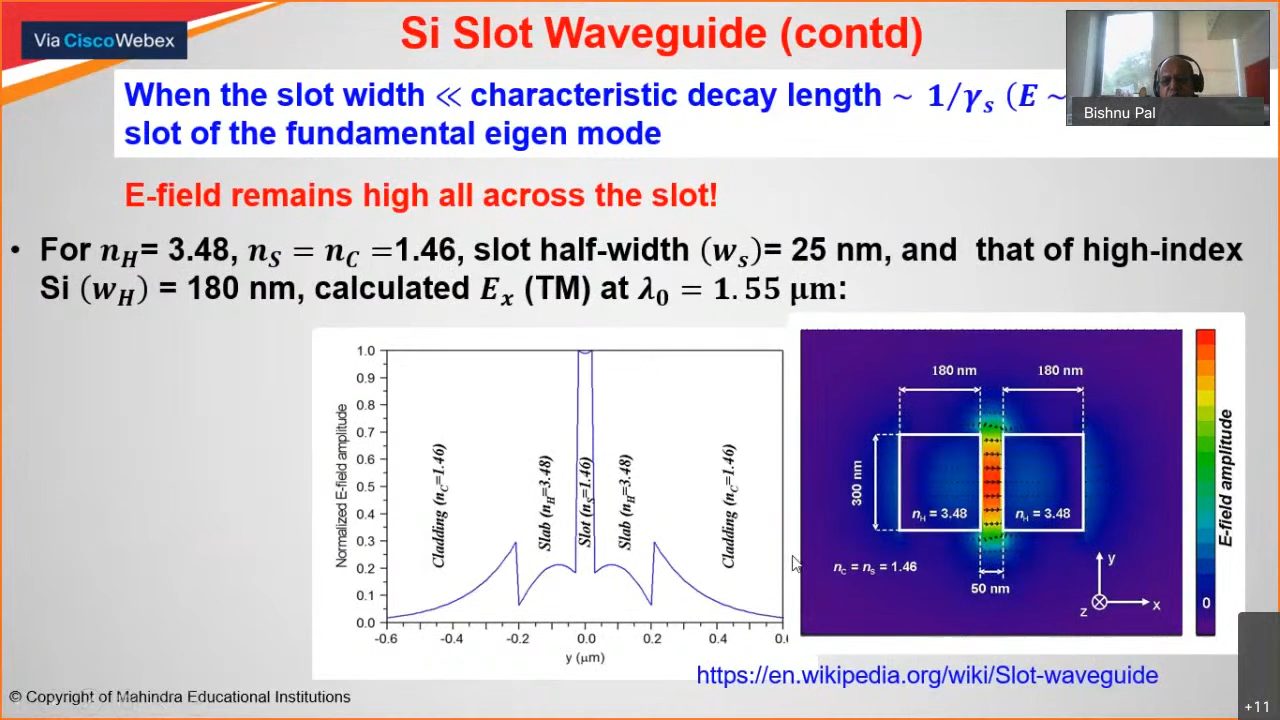 Via Cisco Webex
Si Slot Waveguide (contd)
Bishnu Pal
When the slot width ≪ characteristic decay length ~ 1/γₛ (E ~
slot of the fundamental eigen mode
E-field remains high all across the slot!
• For n_H= 3.48, n_S = n_C =1.46, slot half-width (w_s)= 25 nm, and that of high-index
Si (w_H) = 180 nm, calculated E_x (TM) at λ₀ = 1.55 μm:
Normalized E-field amplitude
1.0
0.9
0.8
0.7
0.6
0.5
0.4
0.3
0.2
0.1
0.0
Cladding (n_C=1.46)
Slab (n_H=3.48)
Slot (n_S=1.46)
Slab (n_H=3.48)
Cladding (n_C=1.46)
-0.6 -0.4 -0.2 0.0 0.2 0.4
y (μm)
180 nm 180 nm
300 nm
n_H = 3.48 n_H = 3.48
n_C = n_S = 1.46
50 nm
y
z x
E-field amplitude
0
https://en.wikipedia.org/wiki/Slot-waveguide
© Copyright of Mahindra Educational Institutions
+11